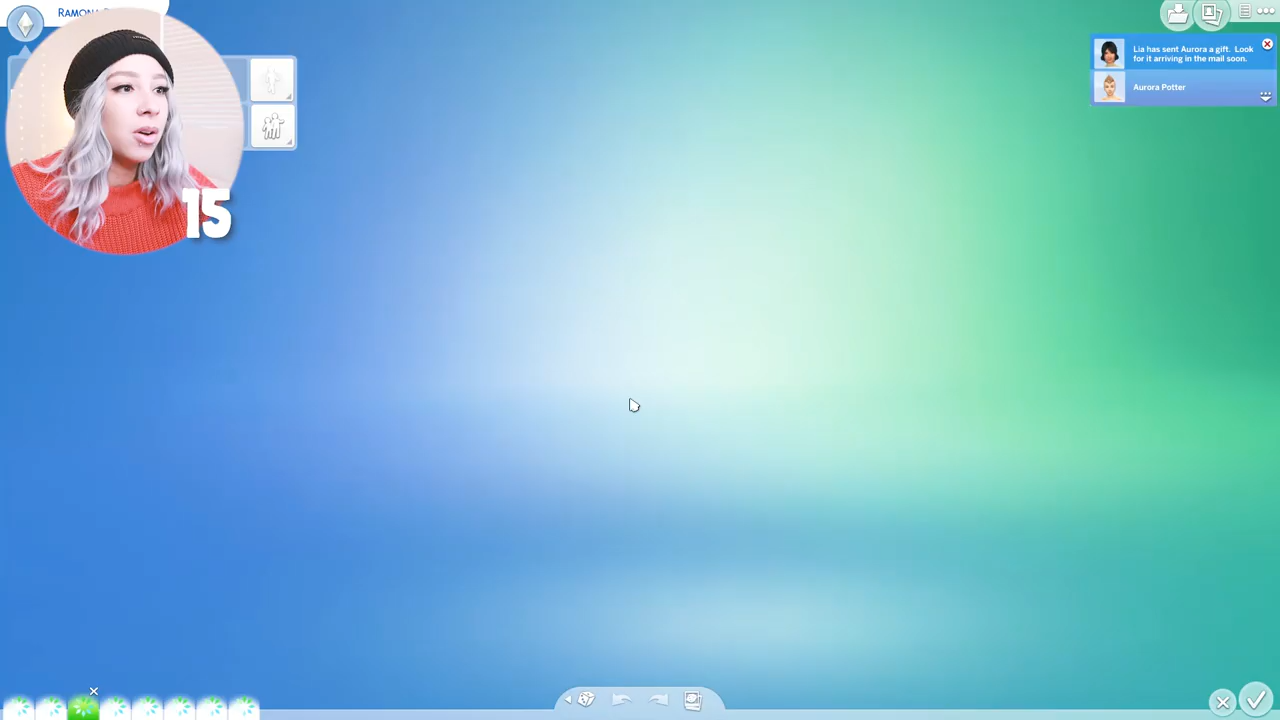 Lia has sent Aurora a gift. Look
for it arriving in the mail soon.
Aurora Potter
15